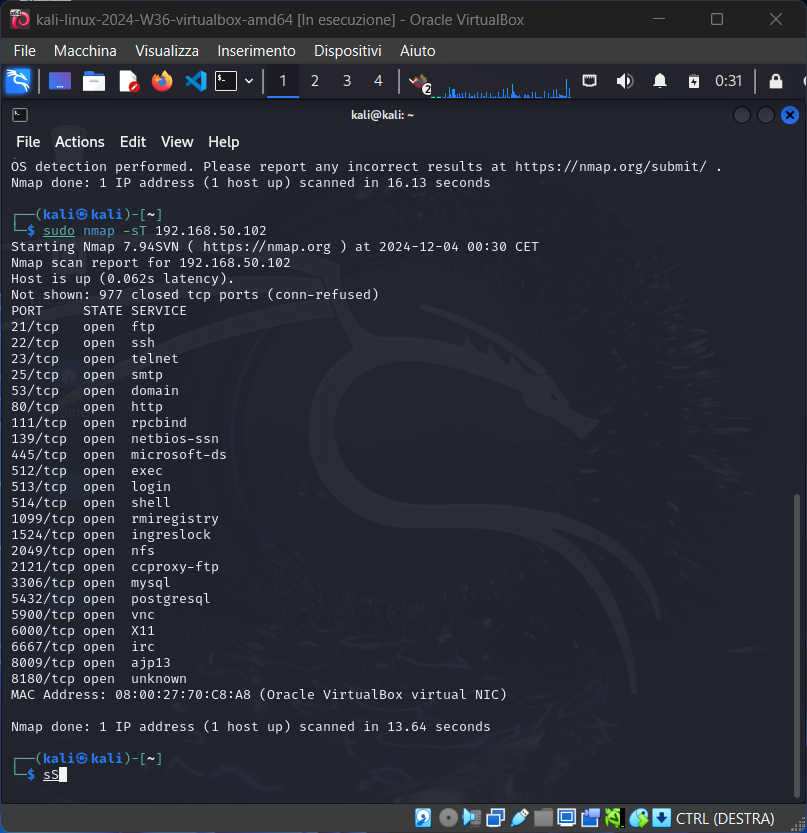 kali-linux-2024-W36-virtualbox-amd64 [In esecuzione] - Oracle VirtualBox
File Macchina Visualizza Inserimento Dispositivi Aiuto
1 2 3 4 2 0:31
kali@kali: ~
File Actions Edit View Help
OS detection performed. Please report any incorrect results at https://nmap.org/submit/ .
Nmap done: 1 IP address (1 host up) scanned in 16.13 seconds
┌──(kali㉿kali)-[~]
└─$ sudo nmap -sT 192.168.50.102
Starting Nmap 7.94SVN ( https://nmap.org ) at 2024-12-04 00:30 CET
Nmap scan report for 192.168.50.102
Host is up (0.062s latency).
Not shown: 977 closed tcp ports (conn-refused)
PORT     STATE SERVICE
21/tcp   open  ftp
22/tcp   open  ssh
23/tcp   open  telnet
25/tcp   open  smtp
53/tcp   open  domain
80/tcp   open  http
111/tcp  open  rpcbind
139/tcp  open  netbios-ssn
445/tcp  open  microsoft-ds
512/tcp  open  exec
513/tcp  open  login
514/tcp  open  shell
1099/tcp open  rmiregistry
1524/tcp open  ingreslock
2049/tcp open  nfs
2121/tcp open  ccproxy-ftp
3306/tcp open  mysql
5432/tcp open  postgresql
5900/tcp open  vnc
6000/tcp open  X11
6667/tcp open  irc
8009/tcp open  ajp13
8180/tcp open  unknown
MAC Address: 08:00:27:70:C8:A8 (Oracle VirtualBox virtual NIC)
Nmap done: 1 IP address (1 host up) scanned in 13.64 seconds
┌──(kali㉿kali)-[~]
└─$ sS
CTRL (DESTRA)